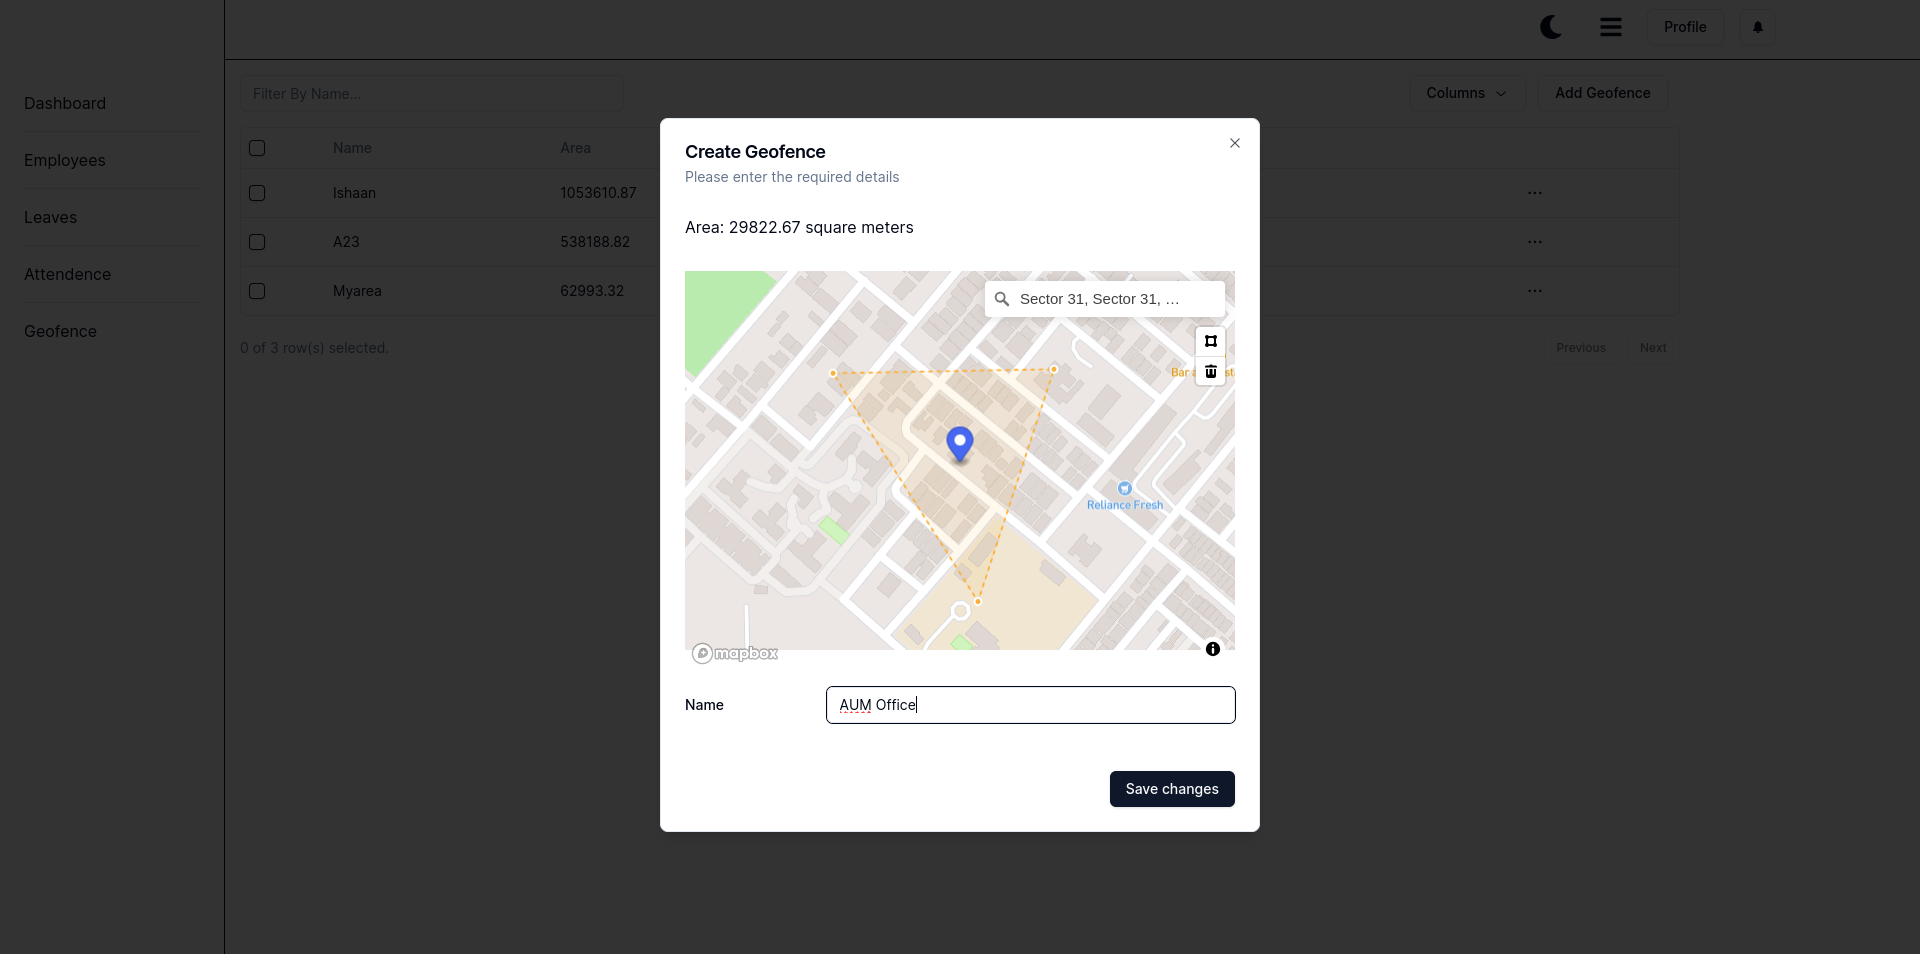 Profile
Dashboard
Employees
Leaves
Attendence
Geofence
Filter By Name...
Columns
Add Geofence
Name Area
Ishaan 1053610.87 ...
A23 538188.82 ...
Myarea 62993.32 ...
0 of 3 row(s) selected.
Previous Next
Create Geofence
Please enter the required details
Area: 29822.67 square meters
Sector 31, Sector 31, …
Bar
Reliance Fresh
mapbox
Name
AUM Office
Save changes